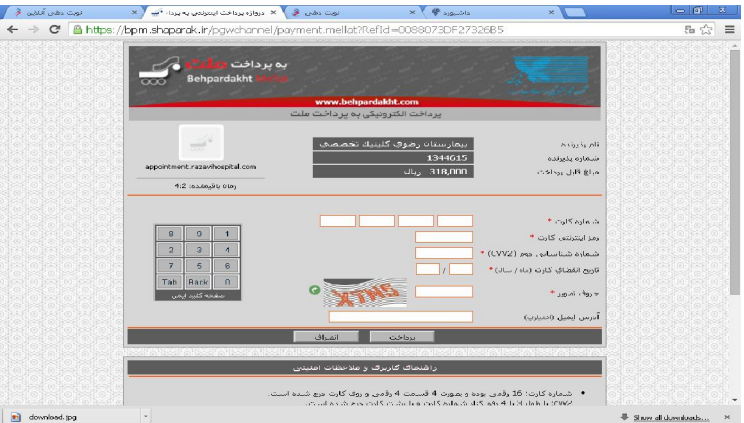 نوبت دهی آنلاین
دروازه پرداخت اینترنتی به پردا
نوبت دهی
داشبورد
https://bpm.shaparak.ir/pgwchannel/payment.mellat?RefId=0088073DF27326B5
به پرداخت ملت
Behpardakht
www.behpardakht.com
پرداخت الکترونیکی به پرداخت ملت
نام پذیرنده
بیمارستان رضوی کلینیک تخصصی
شماره پذیرنده
1344615
مبلغ قابل پرداخت
318,000 ریال
appointment.razavihospital.com
زمان باقیمانده: 4:2
شماره کارت *
رمز اینترنتی کارت *
شماره شناسایی دوم (CVV2) *
تاریخ انقضای کارت (ماه / سال) *
/
حروف تصویر *
آدرس ایمیل (اختیاری)
8 9 1
2 3 4
7 5 6
Tab Back 0
صفحه کلید ایمن
پرداخت
انصراف
راهنمای کاربری و ملاحظات امنیتی
• شماره کارت: 16 رقمی بوده و بصورت 4 قسمت 4 رقمی و روی کارت درج شده است.
download.jpg
Show all downloads...